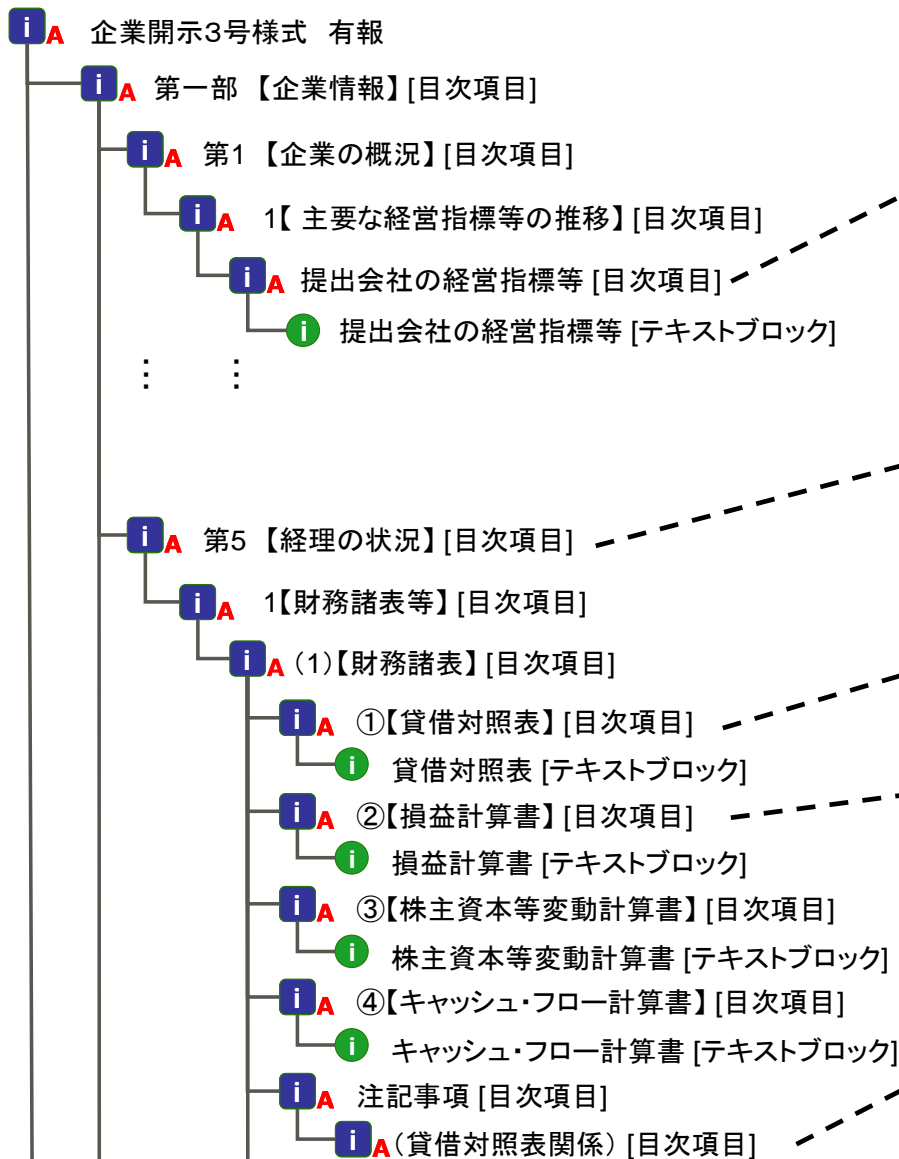 i A 企業開示3号様式 有報
i A 第一部 【企業情報】 [目次項目]
i A 第1 【企業の概況】 [目次項目]
i A 1【 主要な経営指標等の推移】 [目次項目]
i A 提出会社の経営指標等 [目次項目]
i 提出会社の経営指標等 [テキストブロック]
⋮ ⋮
i A 第5 【経理の状況】 [目次項目]
i A 1【財務諸表等】 [目次項目]
i A (1)【財務諸表】 [目次項目]
i A ①【貸借対照表】 [目次項目]
i 貸借対照表 [テキストブロック]
i A ②【損益計算書】 [目次項目]
i 損益計算書 [テキストブロック]
i A ③【株主資本等変動計算書】 [目次項目]
i 株主資本等変動計算書 [テキストブロック]
i A ④【キャッシュ・フロー計算書】 [目次項目]
i キャッシュ・フロー計算書 [テキストブロック]
i A 注記事項 [目次項目]
i A (貸借対照表関係) [目次項目]